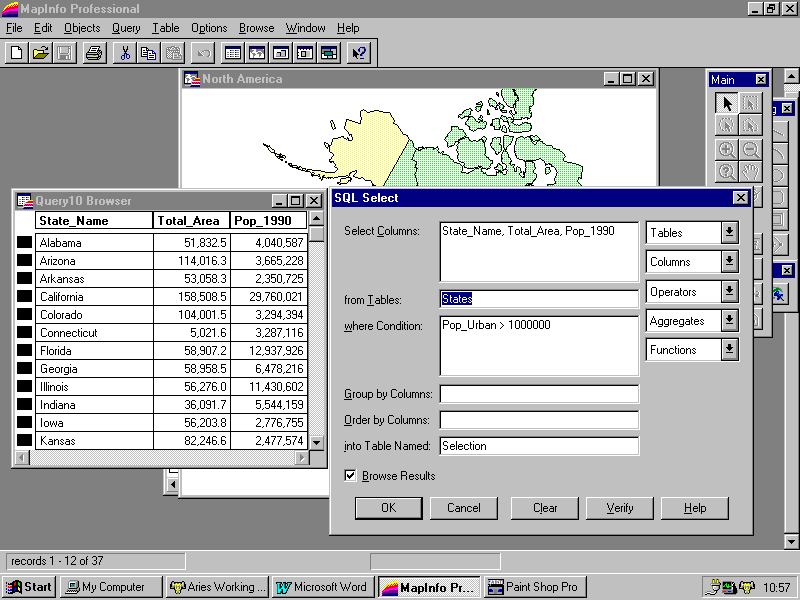 MapInfo Professional
File Edit Objects Query Table Options Browse Window Help
North America
Main
Query10 Browser
State_Name Total_Area Pop_1990
Alabama 51,832.5 4,040,587
Arizona 114,016.3 3,665,228
Arkansas 53,058.3 2,350,725
California 158,508.5 29,760,021
Colorado 104,001.5 3,294,394
Connecticut 5,021.6 3,287,116
Florida 58,907.2 12,937,926
Georgia 58,958.5 6,478,216
Illinois 56,276.0 11,430,602
Indiana 36,091.7 5,544,159
Iowa 56,203.8 2,776,755
Kansas 82,246.6 2,477,574
SQL Select
Select Columns: State_Name, Total_Area, Pop_1990
Tables
Columns
from Tables: States
Operators
where Condition: Pop_Urban > 1000000
Aggregates
Functions
Group by Columns:
Order by Columns:
into Table Named: Selection
Browse Results
OK Cancel Clear Verify Help
records 1 - 12 of 37
Start My Computer Aries Working ... Microsoft Word MapInfo Pr... Paint Shop Pro 10:57